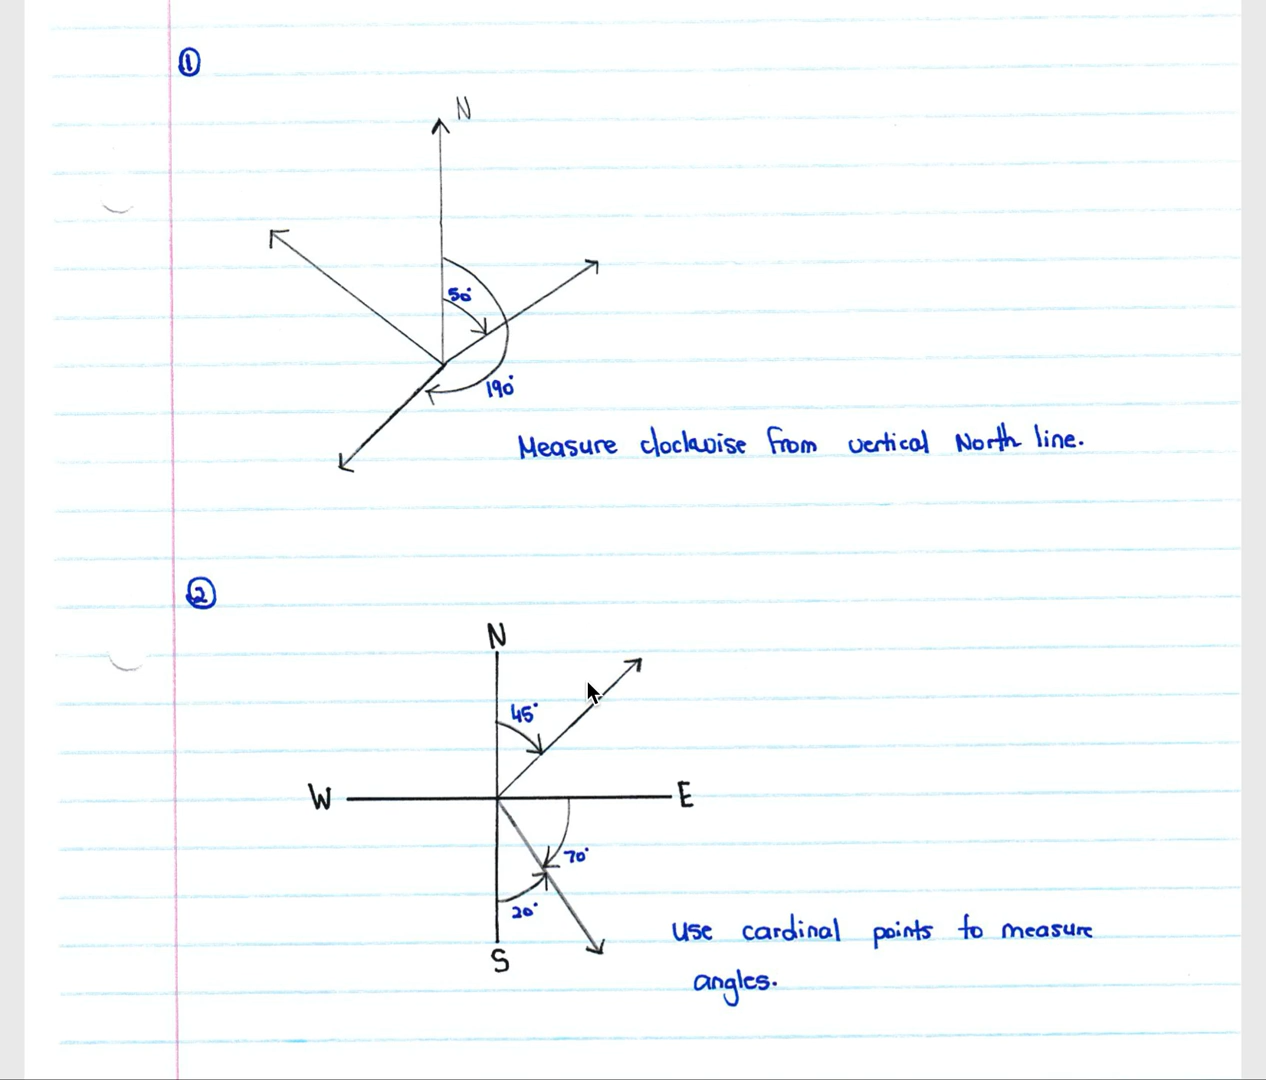 1
N
50°
190°
Measure clockwise from vertical North line.
2
N
45°
W
E
70°
20°
S
use cardinal points to measure
angles.